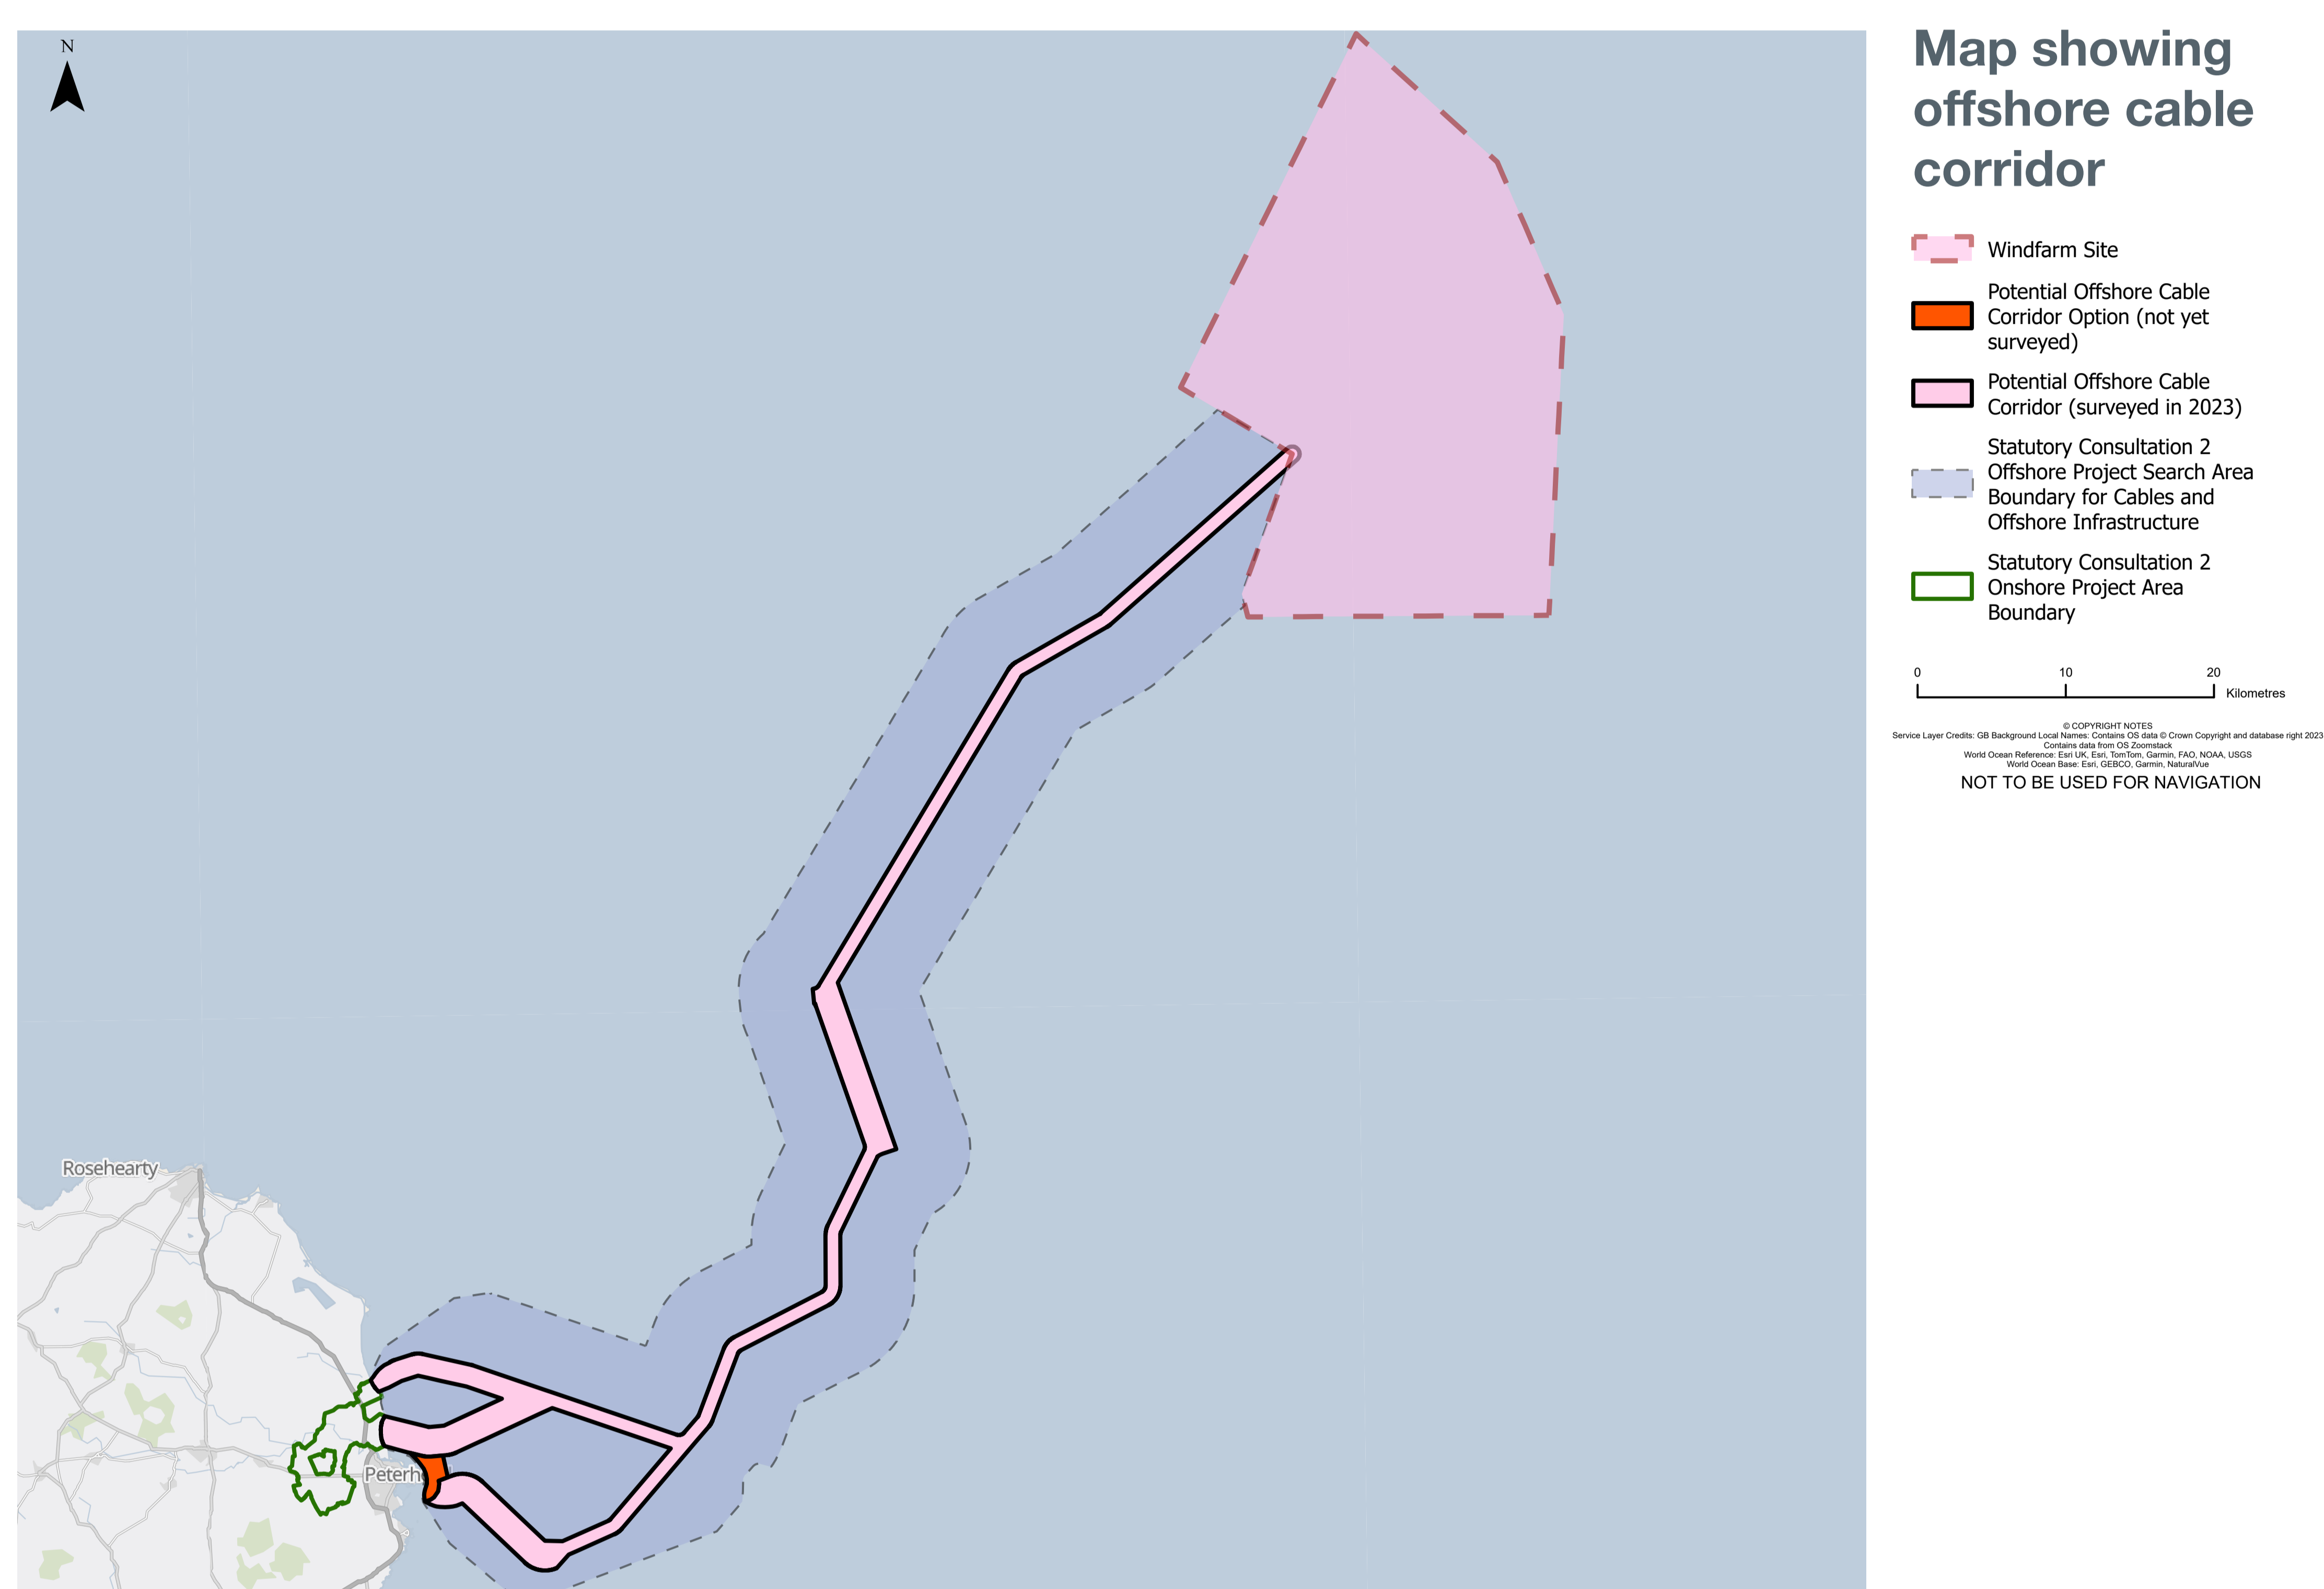 N
Map showing
offshore cable
corridor
Windfarm Site
Potential Offshore Cable
Corridor Option (not yet
surveyed)
Potential Offshore Cable
Corridor (surveyed in 2023)
Statutory Consultation 2
Offshore Project Search Area
Boundary for Cables and
Offshore Infrastructure
Statutory Consultation 2
Onshore Project Area
Boundary
0 10 20
Kilometres
© COPYRIGHT NOTES
Service Layer Credits: GB Background Local Names: Contains OS data © Crown Copyright and database right 2023
Contains data from OS Zoomstack
World Ocean Reference: Esri UK, Esri, TomTom, Garmin, FAO, NOAA, USGS
World Ocean Base: Esri, GEBCO, Garmin, NaturalVue
NOT TO BE USED FOR NAVIGATION
Rosehearty